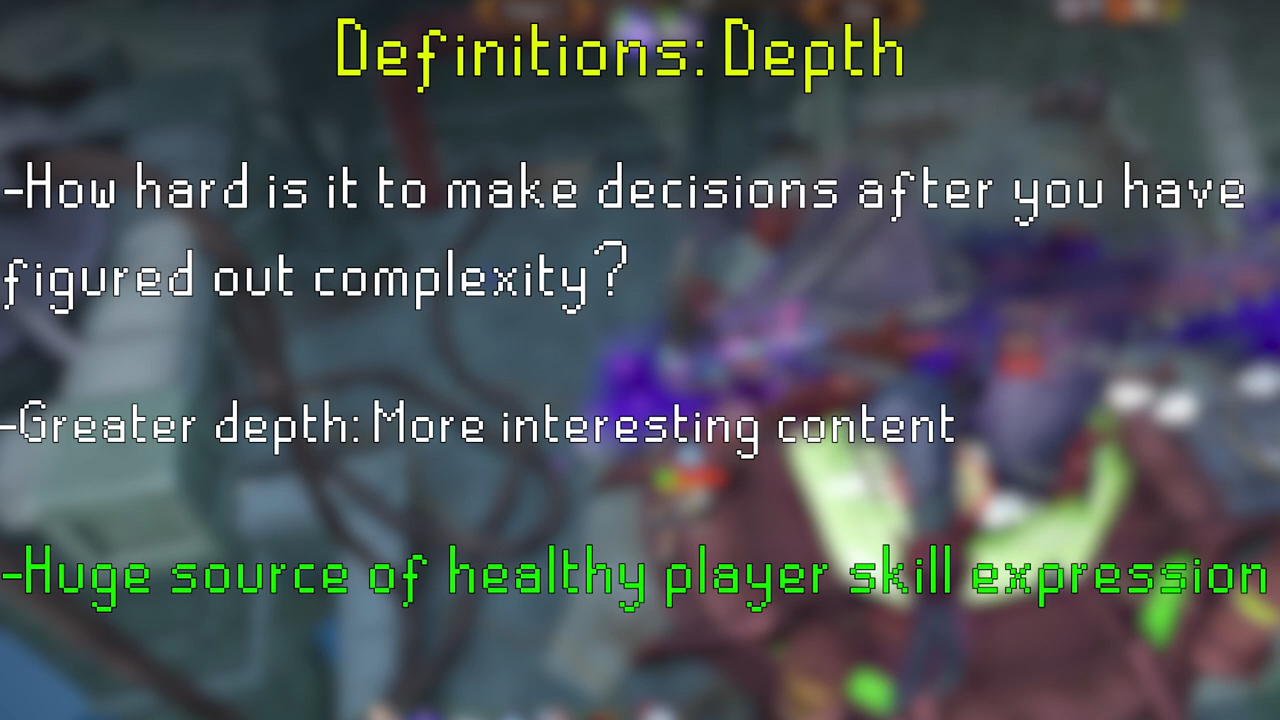 Definitions: Depth
-How hard is it to make decisions after you have
figured out complexity?
-Greater depth: More interesting content
-Huge source of healthy player skill expression